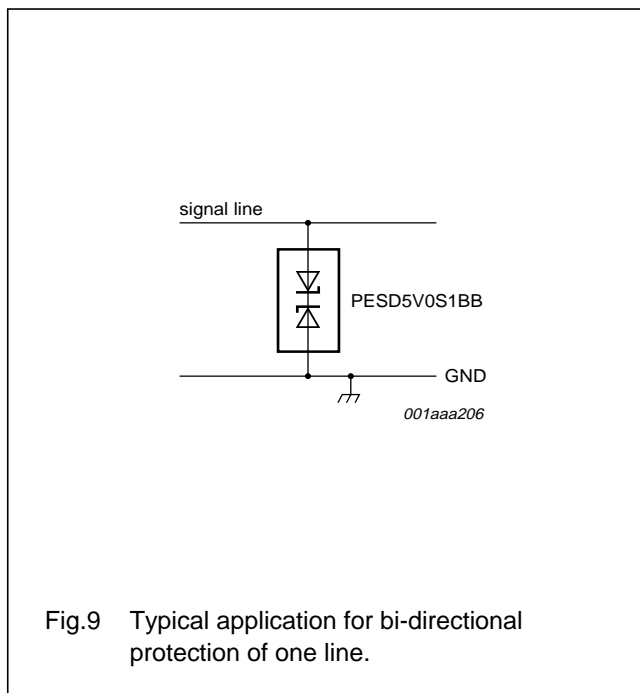 signal line
PESD5V0S1BB
GND
001aaa206
Fig.9 Typical application for bi-directional
protection of one line.